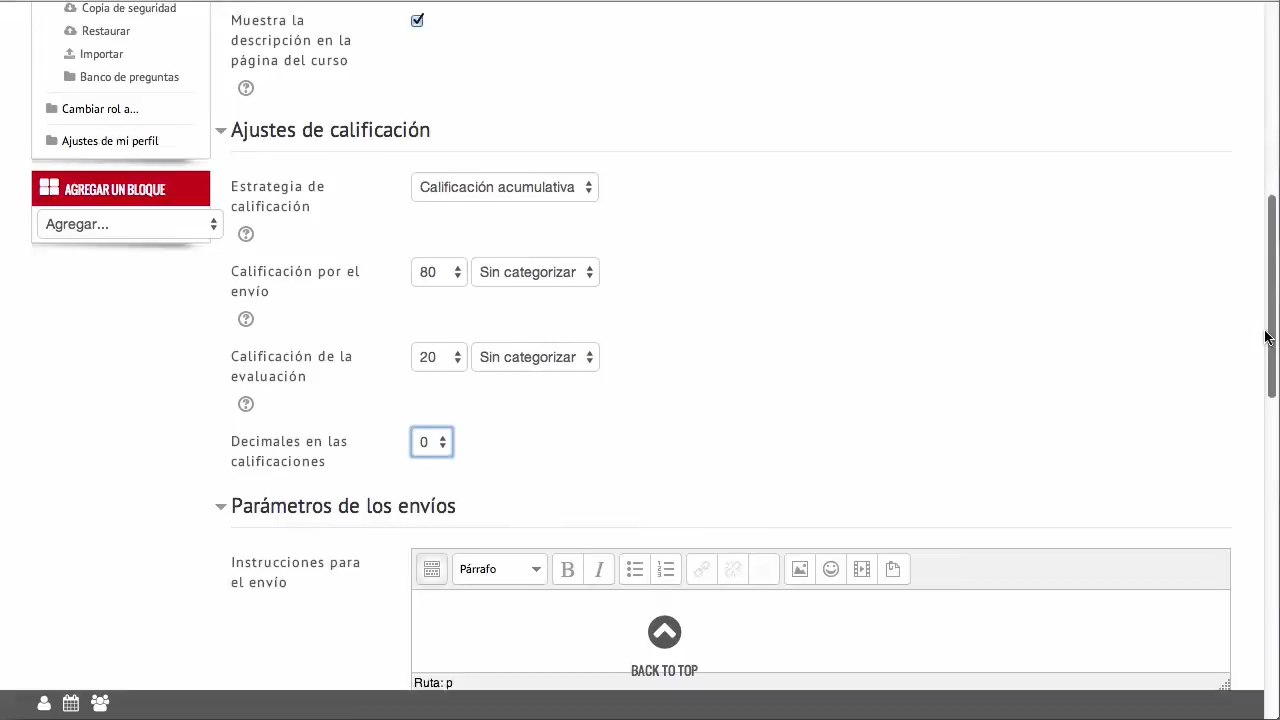 Copia de seguridad
Restaurar
Importar
Banco de preguntas
Cambiar rol a...
Ajustes de mi perfil
AGREGAR UN BLOQUE
Agregar...
Muestra la
descripción en la
página del curso
Ajustes de calificación
Estrategia de
calificación
Calificación acumulativa
Calificación por el
envío
80
Sin categorizar
Calificación de la
evaluación
20
Sin categorizar
Decimales en las
calificaciones
0
Parámetros de los envíos
Instrucciones para
el envío
Párrafo
B
I
BACK TO TOP
Ruta: p